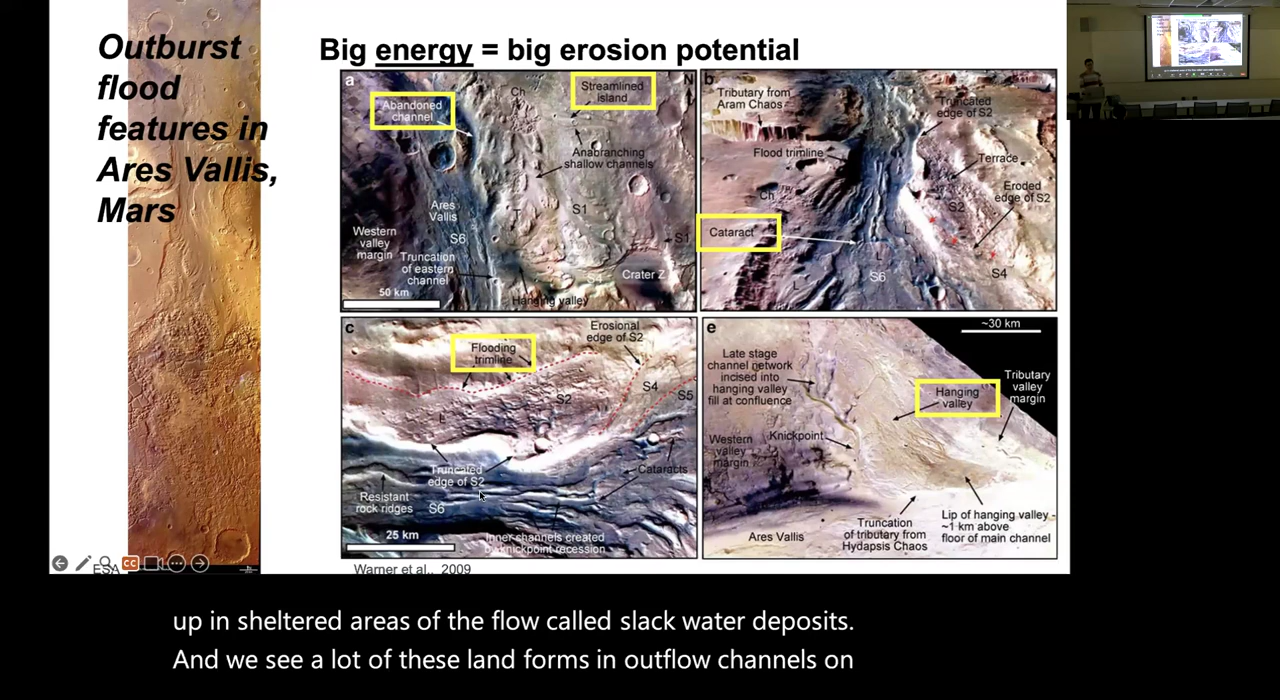 Outburst
flood
features in
Ares Vallis,
Mars
ESA
Big energy = big erosion potential
a
Abandoned
channel
Ch
Streamlined
island
N
Anabranching
shallow channels
Ares
Vallis
S6
Western
valley
margin
Truncation
of eastern
channel
T
S1
S1
S4
Crater Z
Hanging valley
50 km
b
Tributary from
Aram Chaos
Truncated
edge of S2
Flood trimline
Terrace
Ch
Eroded
edge of S2
S2
Cataract
L
L
L
S6
S4
c
Flooding
trimline
Erosional
edge of S2
S4
S5
S2
L
Truncated
edge of S2
Cataracts
Resistant
rock ridges
S6
Inner channels created
by knickpoint recession
25 km
e
~30 km
Late stage
channel network
incised into
hanging valley
fill at confluence
Hanging
valley
Tributary
valley
margin
Western
valley
margin
Knickpoint
Ares Vallis
Truncation
of tributary from
Hydapsis Chaos
Lip of hanging valley -
~1 km above
floor of main channel
Warner et al., 2009
CC
up in sheltered areas of the flow called slack water deposits.
And we see a lot of these land forms in outflow channels on